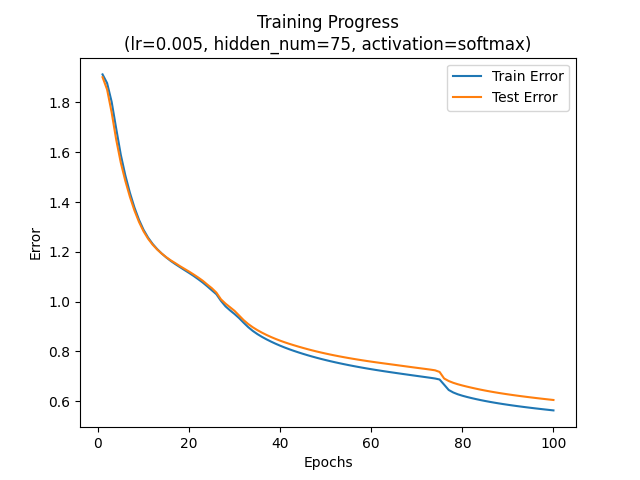 Training Progress
(lr=0.005, hidden_num=75, activation=softmax)
Train Error
Test Error
1.8
1.6
1.4
1.2
1.0
0.8
0.6
Error
0 20 40 60 80 100
Epochs